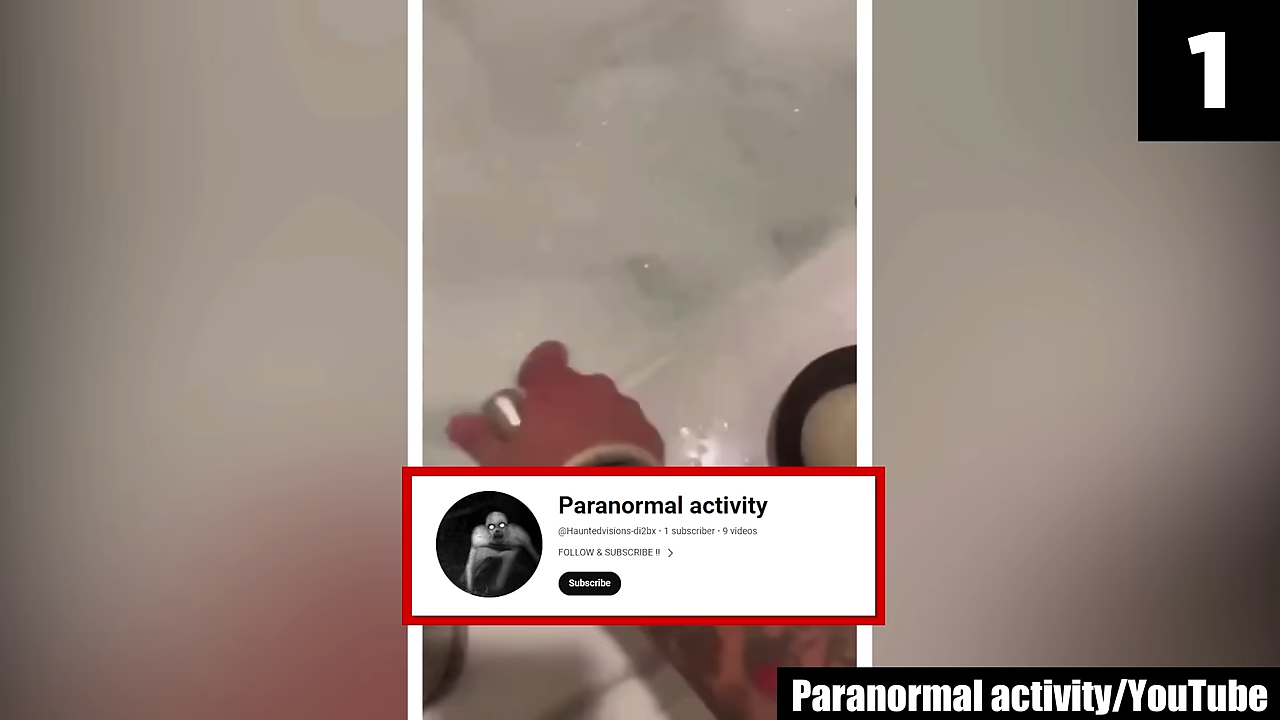 1
Paranormal activity
@Hauntedvisions-di2bx • 1 subscriber • 9 videos
FOLLOW & SUBSCRIBE !!
Subscribe
Paranormal activity/YouTube